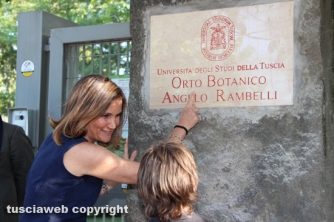 Università degli Studi della Tuscia
Orto Botanico
Angelo Rambelli
tusciaweb copyright